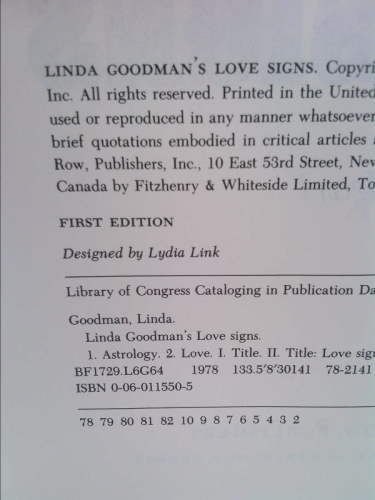 LINDA GOODMAN'S LOVE SIGNS. Copyri
Inc. All rights reserved. Printed in the United
used or reproduced in any manner whatsoever
brief quotations embodied in critical articles
Row, Publishers, Inc., 10 East 53rd Street, New
Canada by Fitzhenry & Whiteside Limited, To
FIRST EDITION
Designed by Lydia Link
Library of Congress Cataloging in Publication Da
Goodman, Linda.
Linda Goodman's Love signs.
1. Astrology. 2. Love. I. Title. II. Title: Love sign
BF1729.L6G64 1978 133.5'8'30141 78-2141
ISBN 0-06-011550-5
78 79 80 81 82 10 9 8 7 6 5 4 3 2